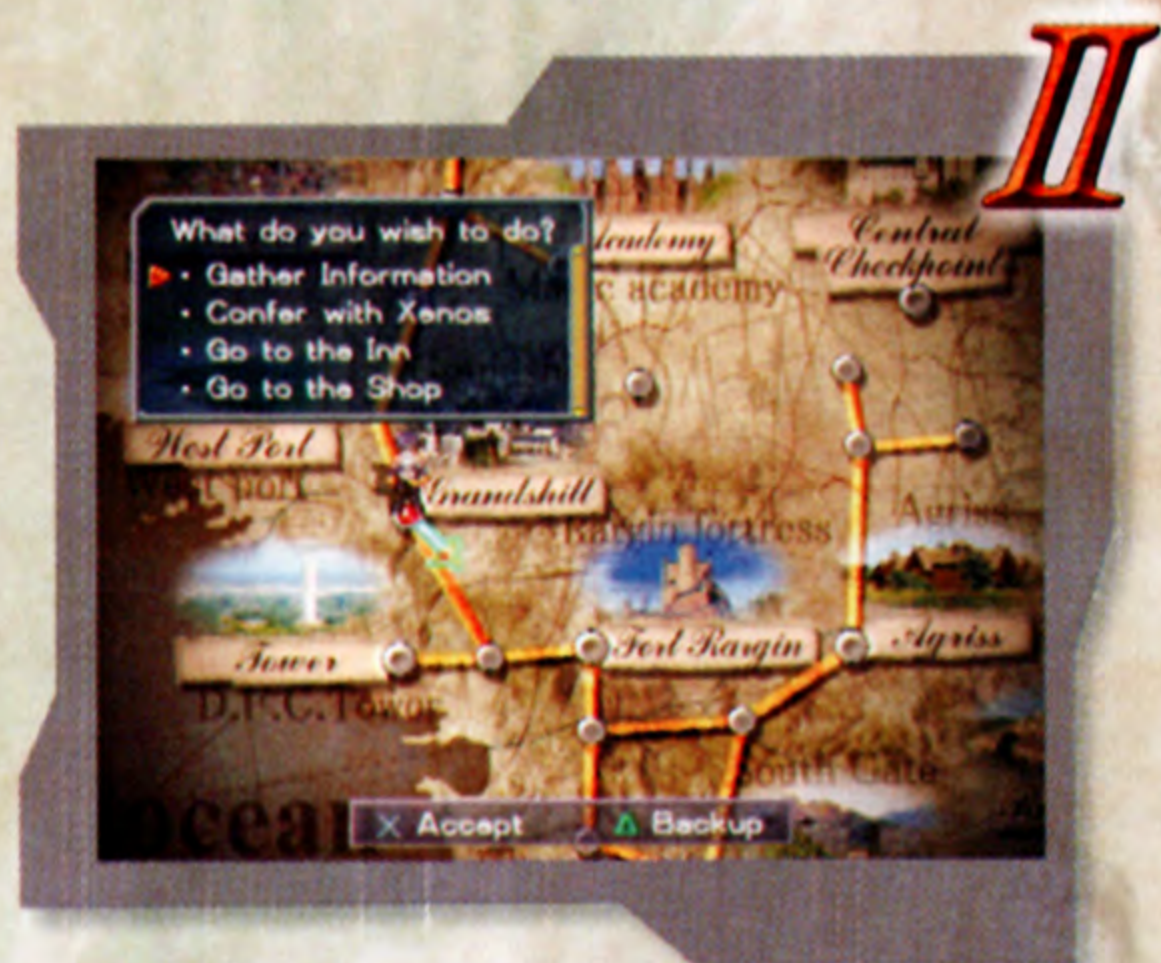 II
What do you wish to do?
• Gather Information
• Confer with Xenos
• Go to the Inn
• Go to the Shop
Academy
academy
Central
Checkpoint
West Port
West port
Grandshill
Rargin fortress
Agriss
Tower
Fort Rargin
Agriss
D.P.C. Tower
South Gate
ocean
X Accept
Δ Backup